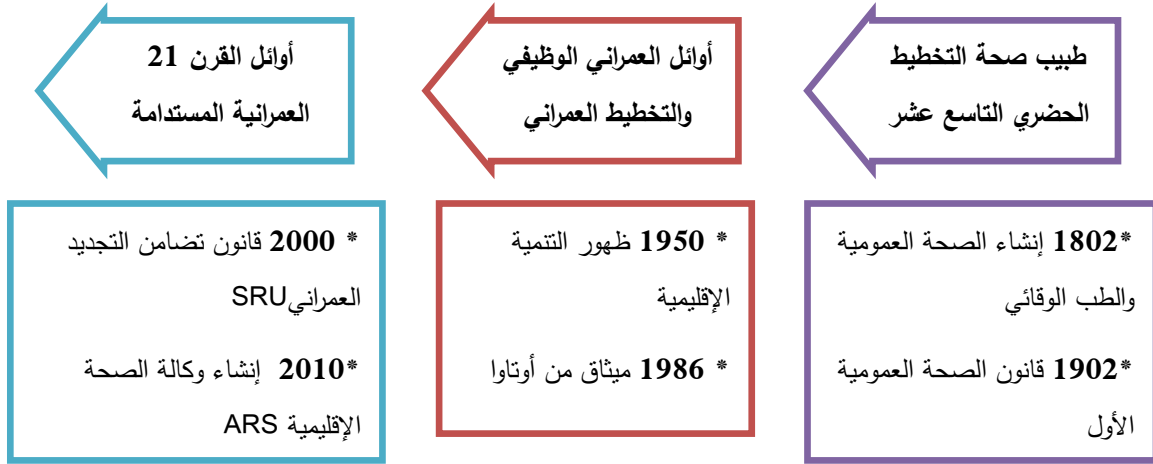 طبيب صحة التخطيط
الحضري التاسع عشر
*1802 إنشاء الصحة العمومية
والطب الوقائي
*1902 قانون الصحة العمومية
الأول
أوائل العمراني الوظيفي
والتخطيط العمراني
* 1950 ظهور التنمية
الإقليمية
* 1986 ميثاق من أوتاوا
أوائل القرن 21
العمرانية المستدامة
* 2000 قانون تضامن التجديد
العمرانيSRU
*2010 إنشاء وكالة الصحة
الإقليمية ARS